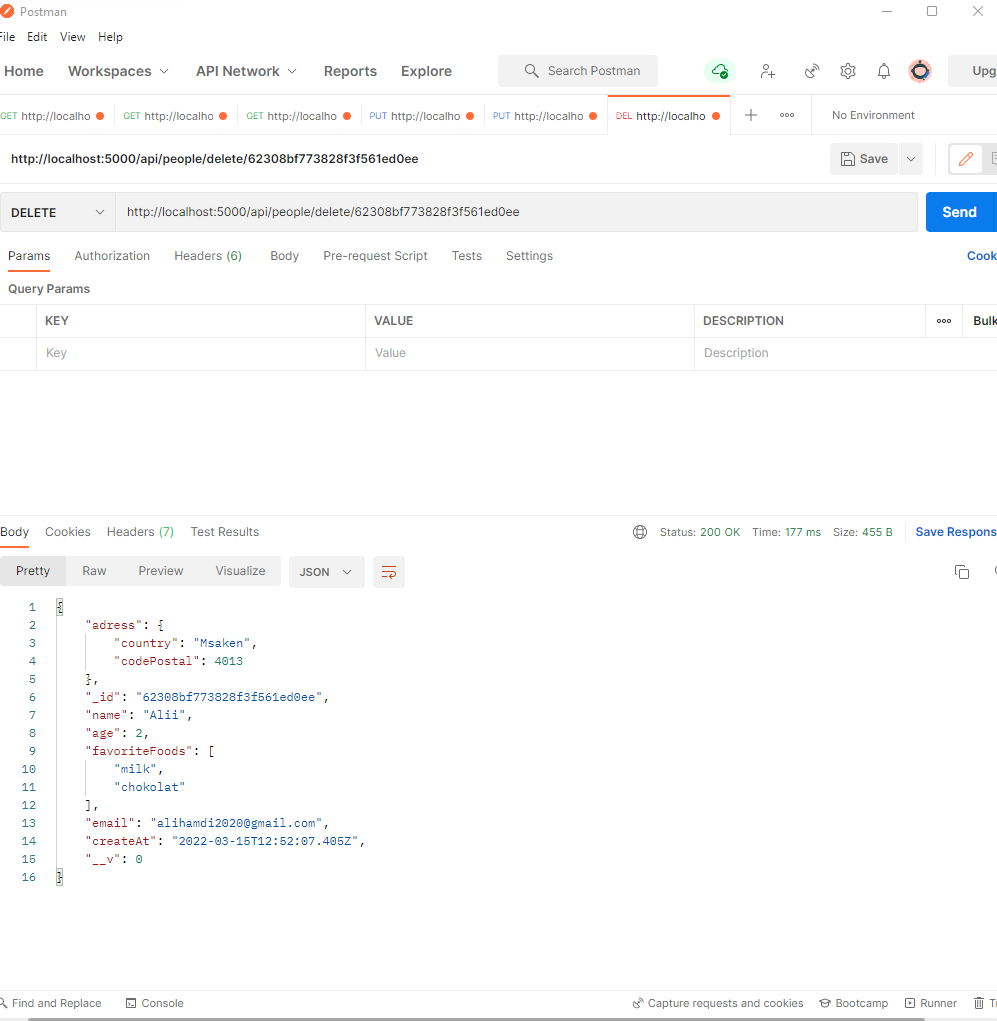 Postman
File Edit View Help
Home Workspaces API Network Reports Explore Search Postman Upg
GET http://localho GET http://localho GET http://localho PUT http://localho PUT http://localho DEL http://localho No Environment
http://localhost:5000/api/people/delete/62308bf773828f3f561ed0ee Save
DELETE http://localhost:5000/api/people/delete/62308bf773828f3f561ed0ee Send
Params Authorization Headers (6) Body Pre-request Script Tests Settings Cook
Query Params
KEY VALUE DESCRIPTION Bulk
Key Value Description
Body Cookies Headers (7) Test Results Status: 200 OK Time: 177 ms Size: 455 B Save Respons
Pretty Raw Preview Visualize JSON
1 {
2 "adress": {
3 "country": "Msaken",
4 "codePostal": 4013
5 },
6 "_id": "62308bf773828f3f561ed0ee",
7 "name": "Alii",
8 "age": 2,
9 "favoriteFoods": [
10 "milk",
11 "chokolat"
12 ],
13 "email": "alihamdi2020@gmail.com",
14 "createAt": "2022-03-15T12:52:07.405Z",
15 "__v": 0
16 }
Find and Replace Console Capture requests and cookies Bootcamp Runner Tr